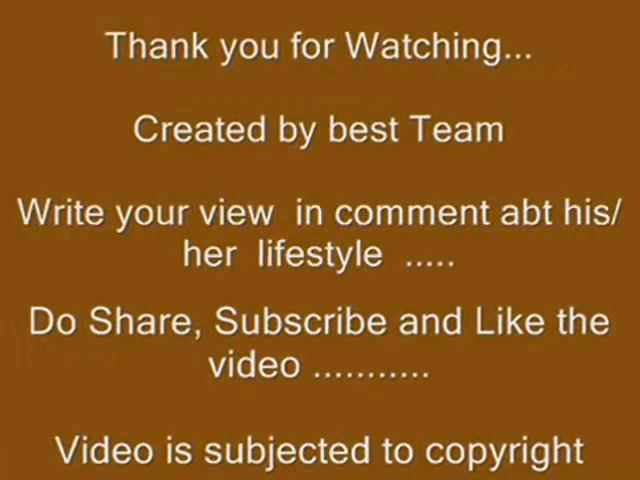 Thank you for Watching...
Created by best Team
Write your view  in comment abt his/
her  lifestyle  .....
Do Share, Subscribe and Like the
video ...........
Video is subjected to copyright